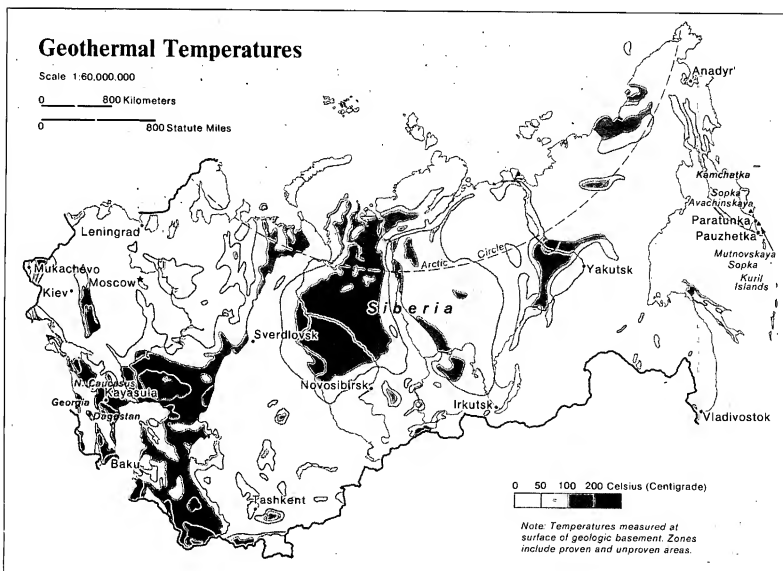 Geothermal Temperatures
Scale 1:60,000,000
0 800 Kilometers
0 800 Statute Miles
Anadyr'
Kamchatka
Sopka
Avachinskaya
Paratunka
Pauzhetka
Mutnovskaya
Sopka
Kuril
Islands
Leningrad
Arctic Circle
Yakutsk
Mukachevo
Moscow
Kiev
Siberia
Sverdlovsk
N. Caucasus
Kayasula
Novosibirsk
Georgia
Dagestan
Irkutsk
Vladivostok
Baku
Tashkent
0 50 100 200 Celsius (Centigrade)
Note: Temperatures measured at
surface of geologic basement. Zones
include proven and unproven areas.